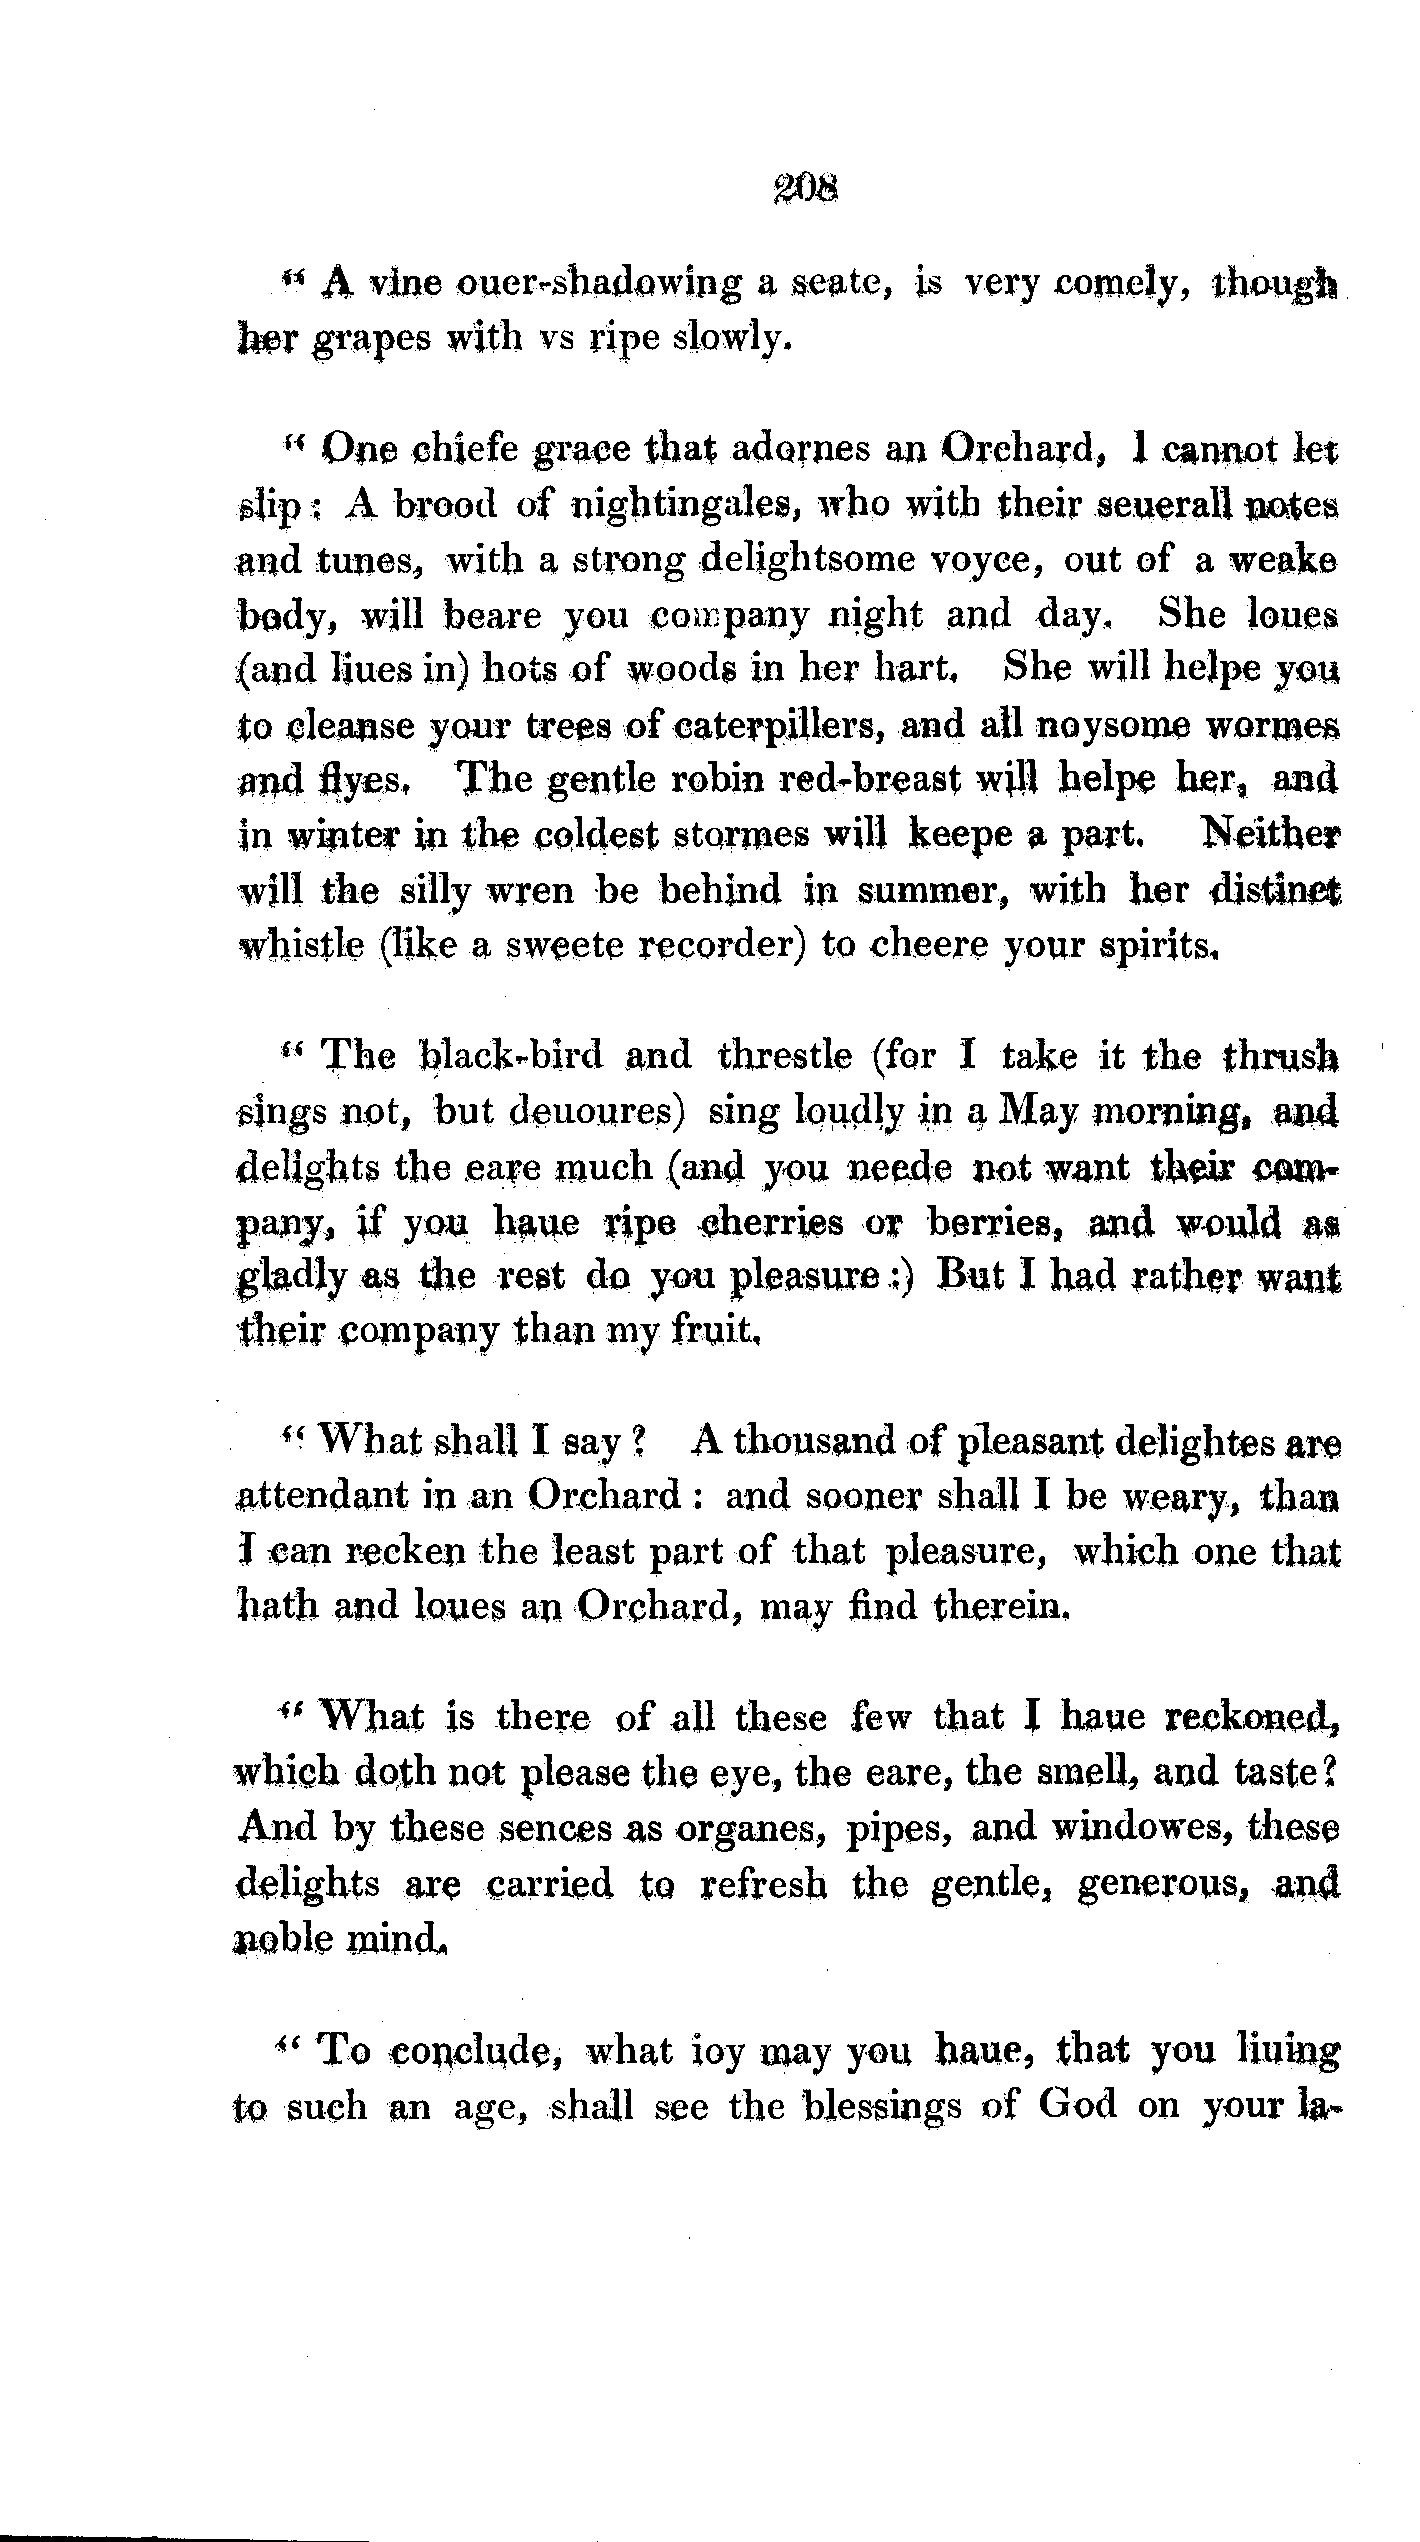 208
“ A vine ouer-shadowing a seate, is very comely, though
her grapes with vs ripe slowly.
“ One chiefe grace that adornes an Orchard, I cannot let
slip: A brood of nightingales, who with their seuerall notes
and tunes, with a strong delightsome voyce, out of a weake
body, will beare you company night and day. She loues
(and liues in) hots of woods in her hart. She will helpe you
to cleanse your trees of caterpillers, and all noysome wormes
and flyes. The gentle robin red-breast will helpe her, and
in winter in the coldest stormes will keepe a part. Neither
will the silly wren be behind in summer, with her distinct
whistle (like a sweete recorder) to cheere your spirits.
“ The black-bird and threstle (for I take it the thrush
sings not, but deuoures) sing loudly in a May morning, and
delights the eare much (and you neede not want their com-
pany, if you haue ripe cherries or berries, and would as
gladly as the rest do you pleasure:) But I had rather want
their company than my fruit.
“ What shall I say? A thousand of pleasant delightes are
attendant in an Orchard: and sooner shall I be weary, than
I can recken the least part of that pleasure, which one that
hath and loues an Orchard, may find therein.
“ What is there of all these few that I haue reckoned,
which doth not please the eye, the eare, the smell, and taste?
And by these sences as organes, pipes, and windowes, these
delights are carried to refresh the gentle, generous, and
noble mind.
“ To conclude, what ioy may you haue, that you liuing
to such an age, shall see the blessings of God on your la-